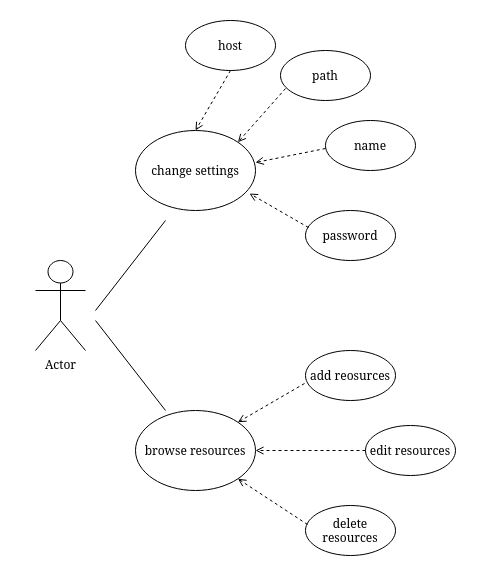 host
path
name
change settings
password
Actor
add reosurces
browse resources
edit resources
delete
resources